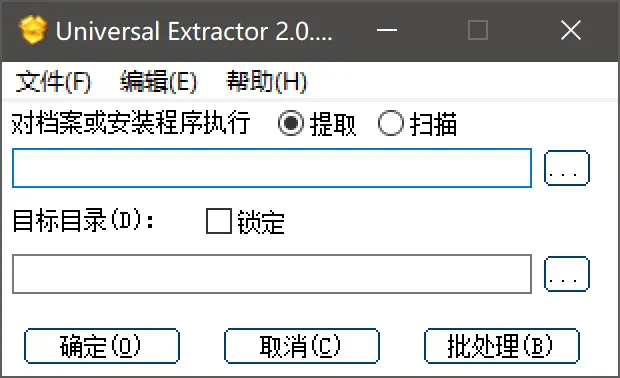 Universal Extractor 2.0....
文件(F) 编辑(E) 帮助(H)
对档案或安装程序执行 提取 扫描
...
目标目录(D): 锁定
...
确定(O) 取消(C) 批处理(B)